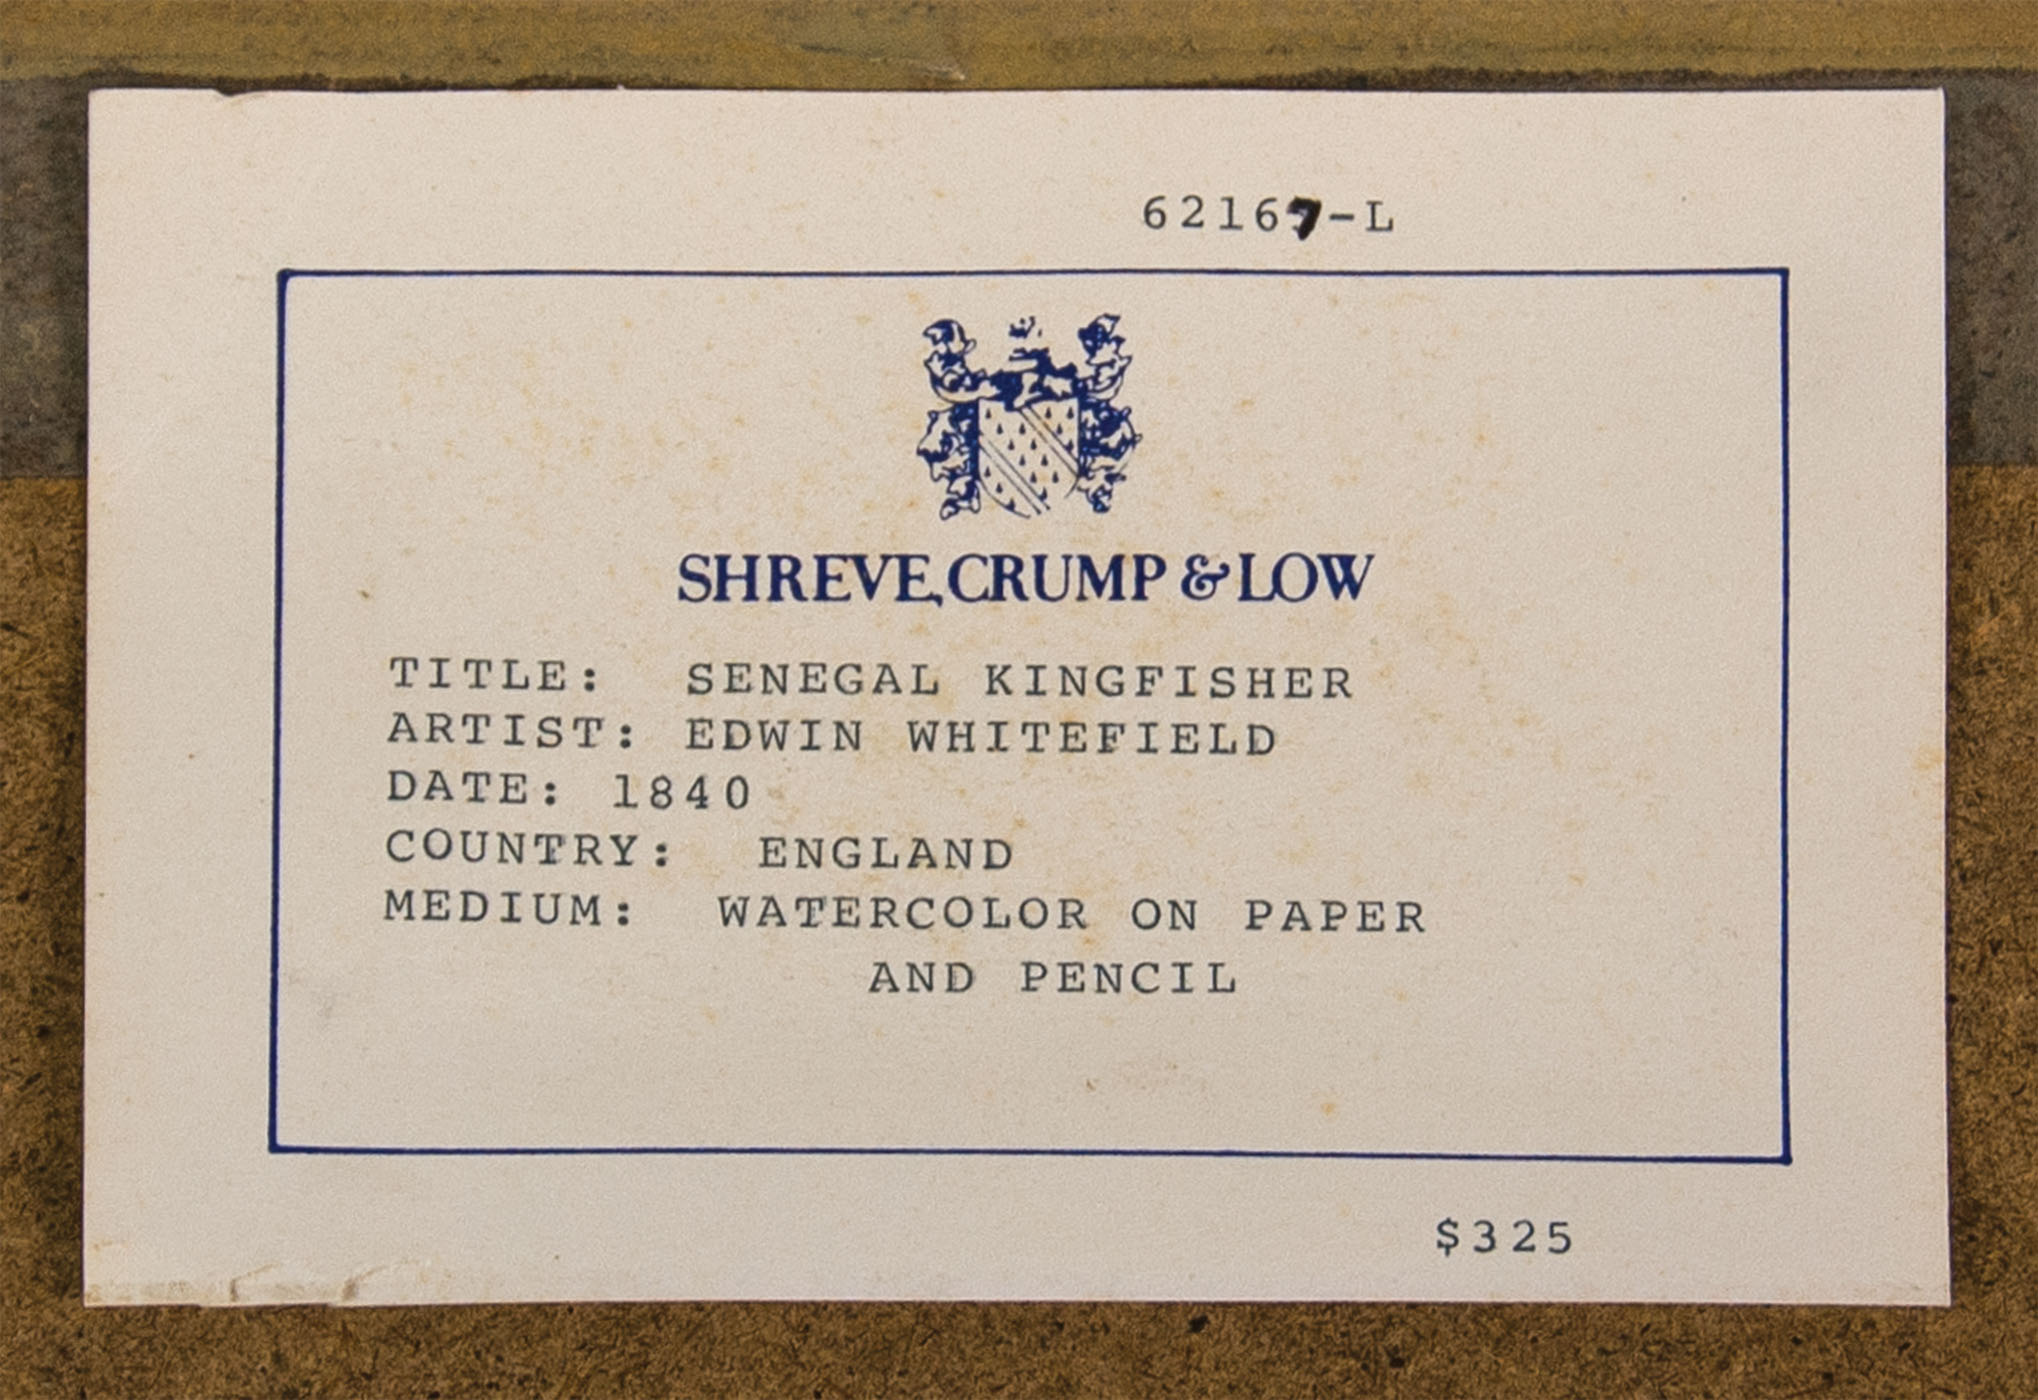 62167-L
SHREVE, CRUMP & LOW
TITLE: SENEGAL KINGFISHER
ARTIST: EDWIN WHITEFIELD
DATE: 1840
COUNTRY: ENGLAND
MEDIUM: WATERCOLOR ON PAPER
AND PENCIL
$325